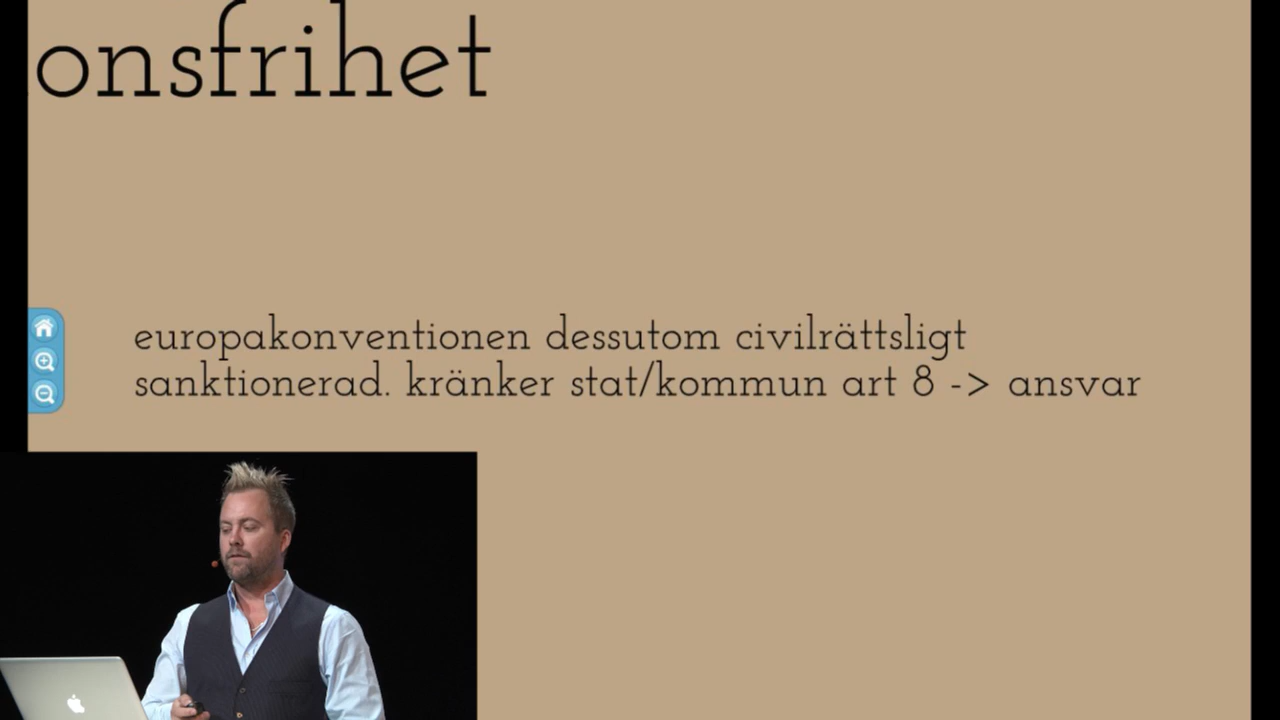 onsfrihet
europakonventionen dessutom civilrättsligt
sanktionerad. kränker stat/kommun art 8 -> ansvar